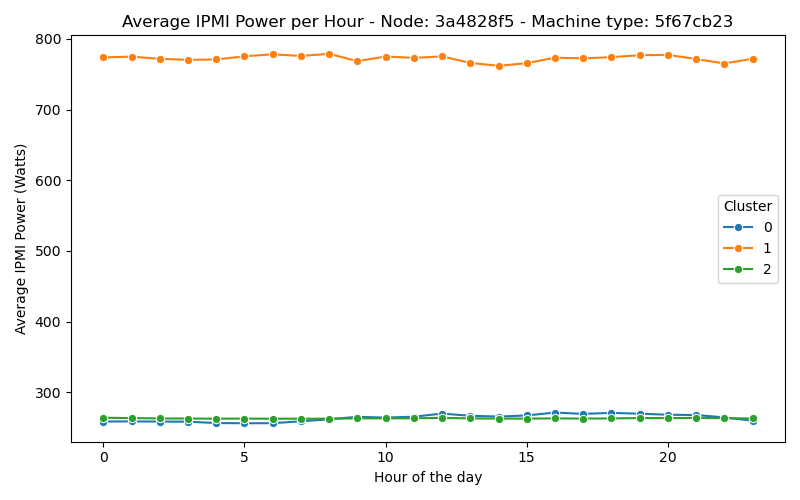 Average IPMI Power per Hour - Node: 3a4828f5 - Machine type: 5f67cb23
800
700
600
500
400
300
Average IPMI Power (Watts)
Cluster
0
1
2
0 5 10 15 20
Hour of the day